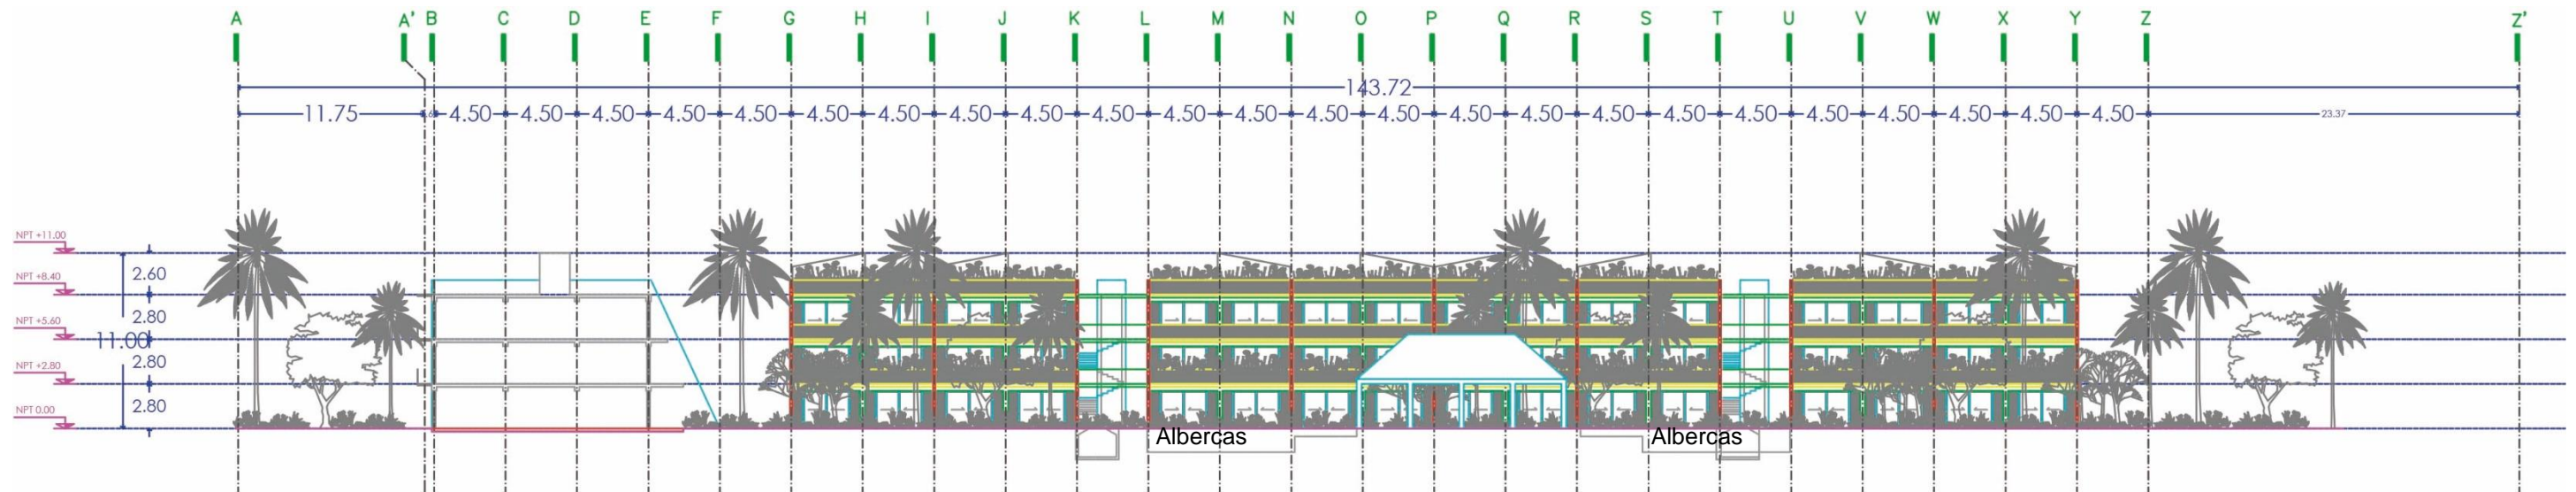 A A' B C D E F G H I J K L M N O P Q R S T U V W X Y Z Z'
143.72
11.75 4.50 4.50 4.50 4.50 4.50 4.50 4.50 4.50 4.50 4.50 4.50 4.50 4.50 4.50 4.50 4.50 4.50 4.50 4.50 4.50 4.50 4.50 4.50 4.50 23.37
NPT +11.00
2.60
NPT +8.40
2.80
NPT +5.60
11.00
2.80
NPT +2.80
2.80
NPT 0.00
Albercas Albercas